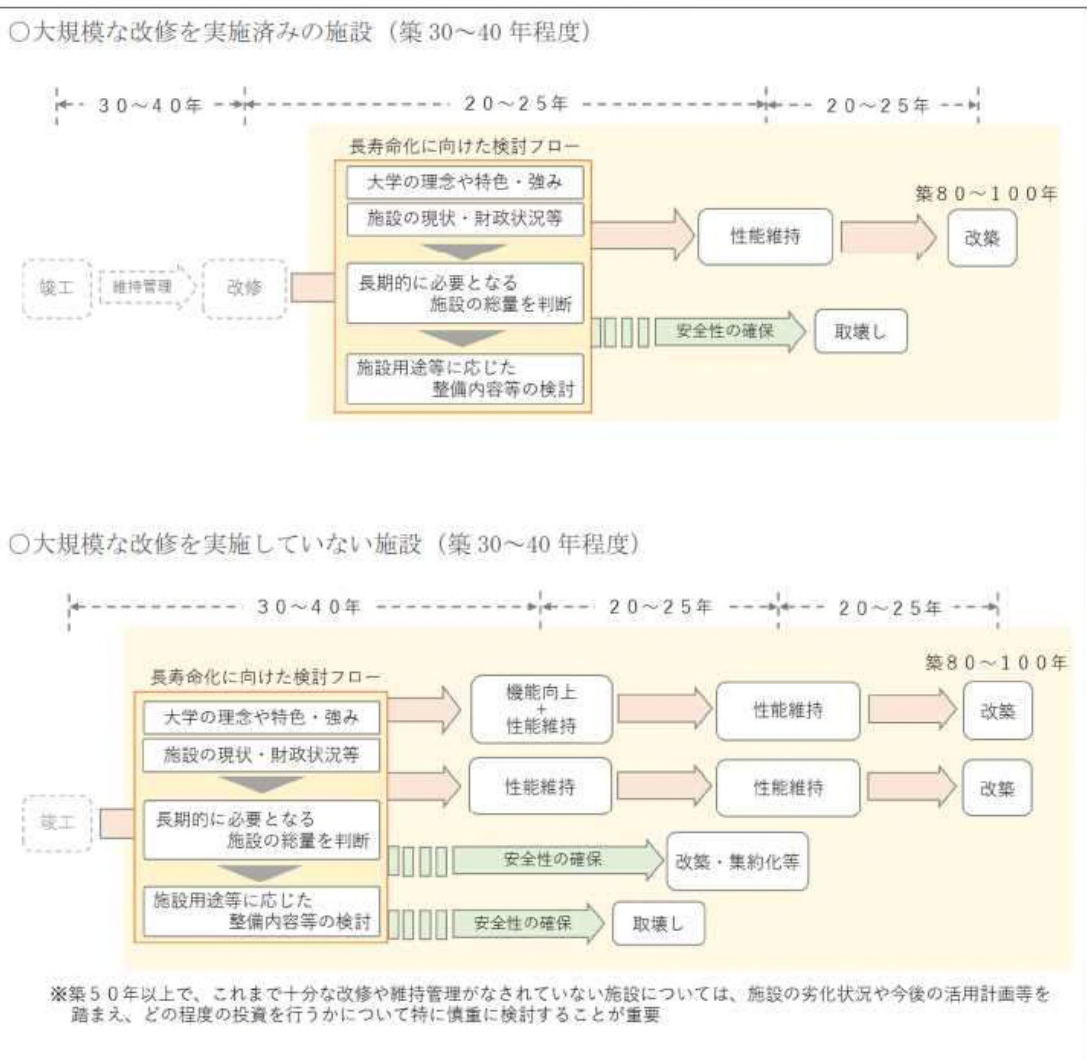 ○大規模な改修を実施済みの施設（築30～40年程度）
30～40年
20～25年
20～25年
長寿命化に向けた検討フロー
大学の理念や特色・強み
施設の現状・財政状況等
長期的に必要となる
施設の総量を判断
施設用途等に応じた
整備内容等の検討
竣工
維持管理
改修
性能維持
築80～100年
改築
安全性の確保
取壊し
○大規模な改修を実施していない施設（築30～40年程度）
30～40年
20～25年
20～25年
築80～100年
長寿命化に向けた検討フロー
大学の理念や特色・強み
施設の現状・財政状況等
長期的に必要となる
施設の総量を判断
施設用途等に応じた
整備内容等の検討
竣工
機能向上
+
性能維持
性能維持
改築
性能維持
性能維持
改築
安全性の確保
改築・集約化等
安全性の確保
取壊し
※築50年以上で、これまで十分な改修や維持管理がなされていない施設については、施設の劣化状況や今後の活用計画等を
踏まえ、どの程度の投資を行うかについて特に慎重に検討することが重要